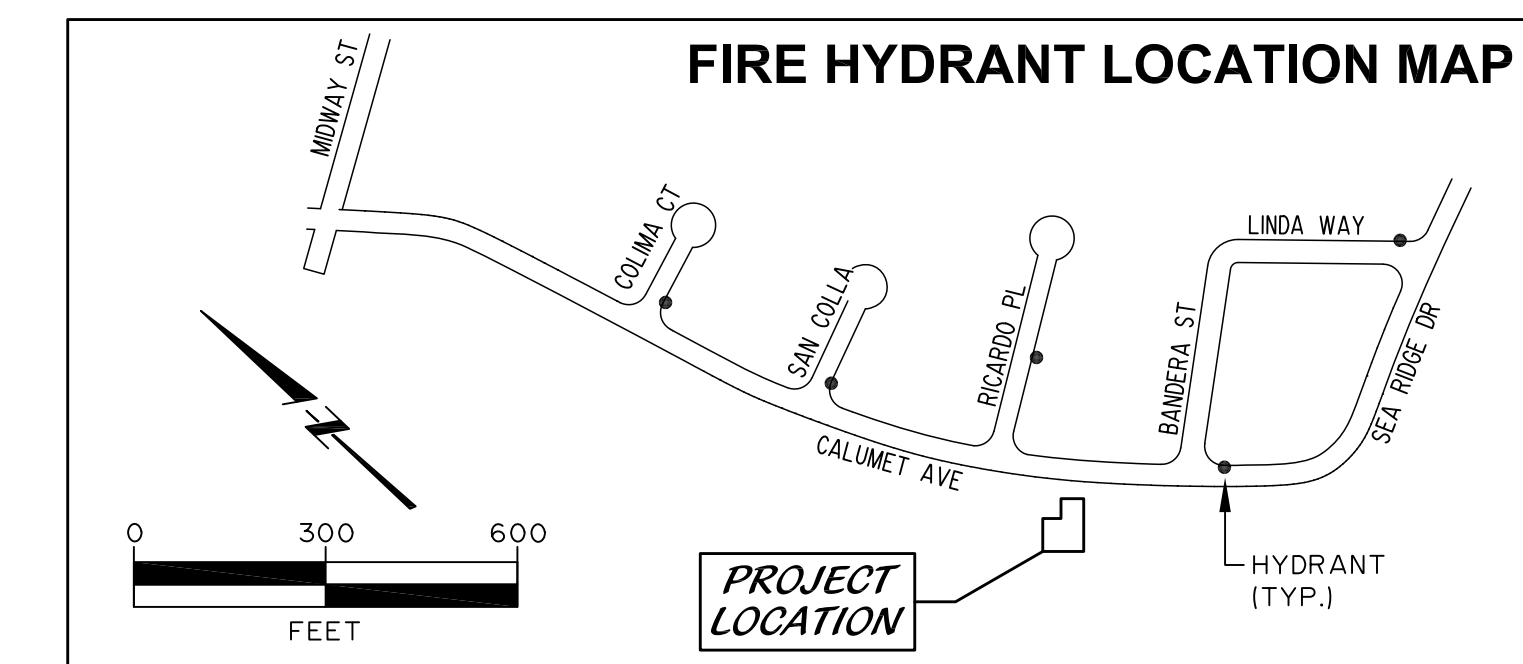 FIRE HYDRANT LOCATION MAP
MIDWAY ST
COLIMA CT
SAN COLLA
RICARDO PL
LINDA WAY
BANDERA ST
SEA RIDGE DR
CALUMET AVE
N
0 300 600
FEET
PROJECT
LOCATION
HYDRANT
(TYP.)